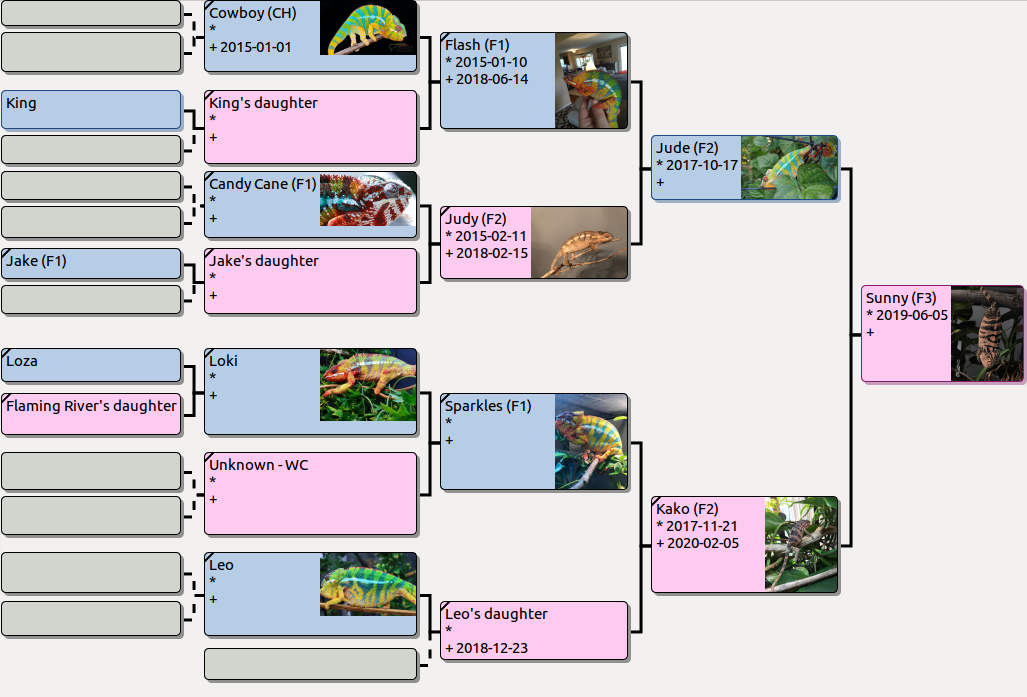 Cowboy (CH)
*
+ 2015-01-01
King
King's daughter
*
+
Candy Cane (F1)
*
+
Jake (F1)
Jake's daughter
*
+
Loza
Flaming River's daughter
Loki
*
+
Unknown - WC
*
+
Leo
*
+
Flash (F1)
* 2015-01-10
+ 2018-06-14
Judy (F2)
* 2015-02-11
+ 2018-02-15
Sparkles (F1)
*
+
Leo's daughter
*
+ 2018-12-23
Jude (F2)
* 2017-10-17
+
Kako (F2)
* 2017-11-21
+ 2020-02-05
Sunny (F3)
* 2019-06-05
+